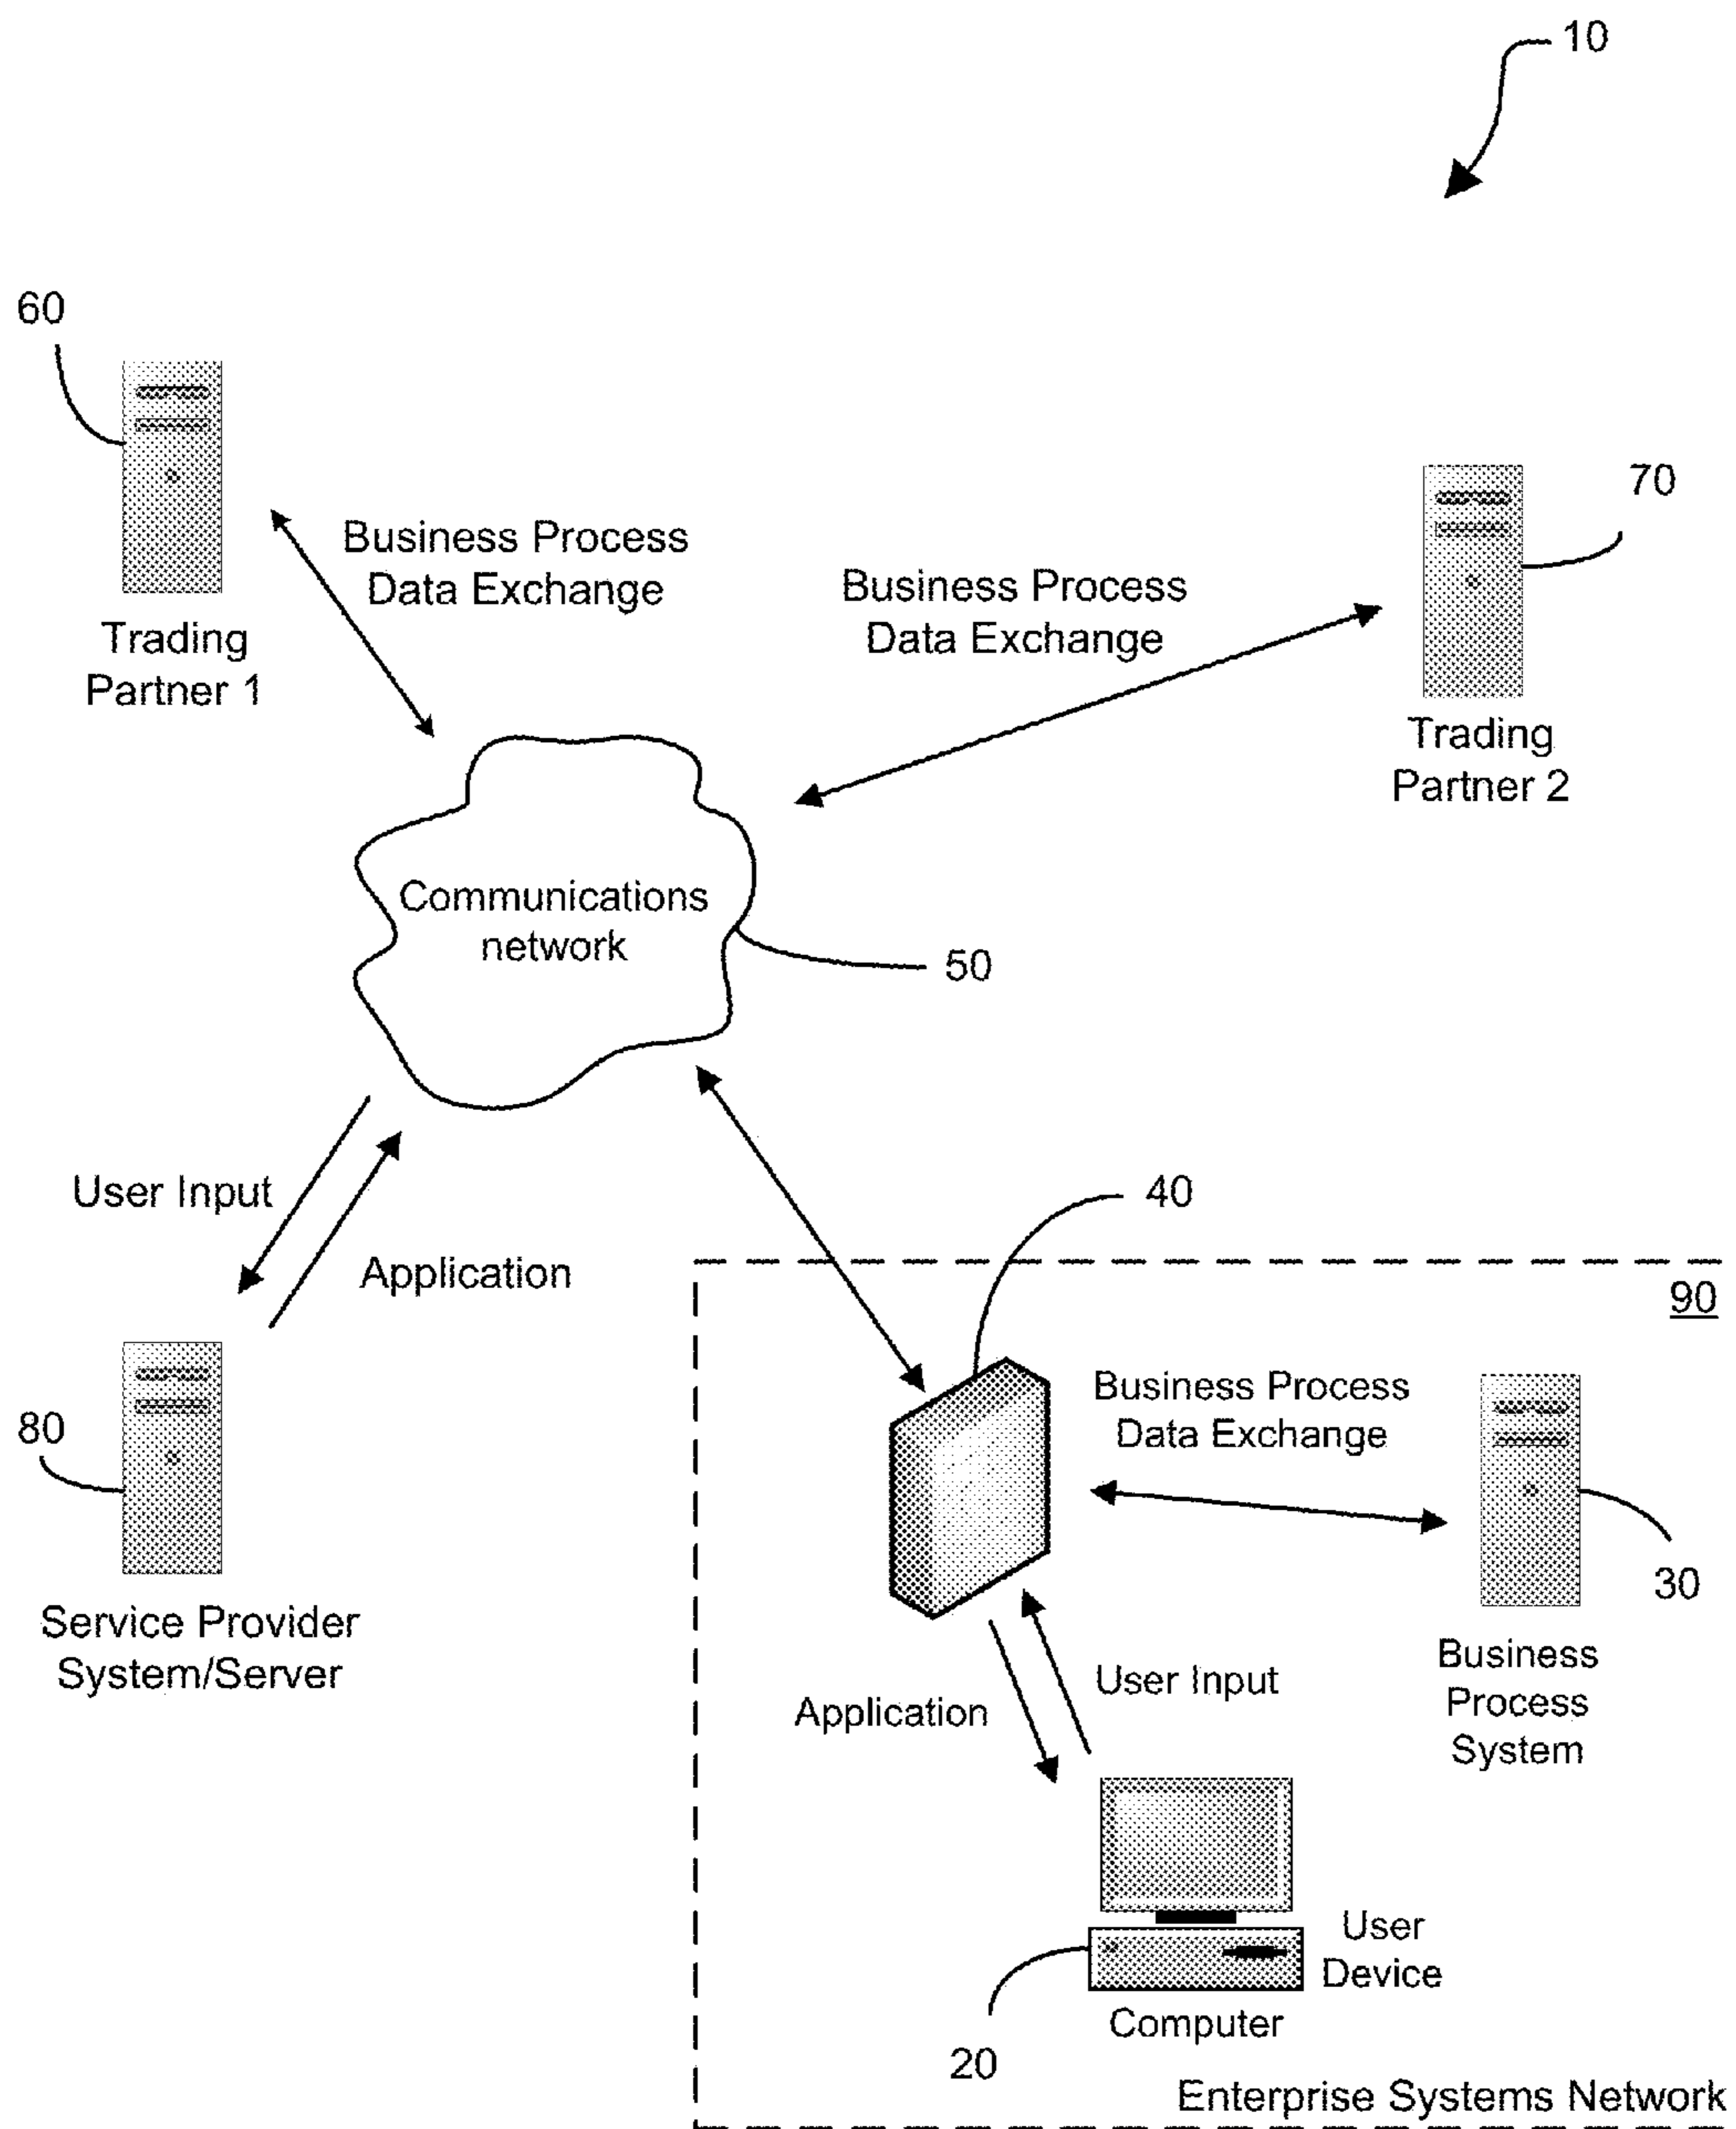 10
60
Business Process
Data Exchange
Trading
Partner 1
70
Business Process
Data Exchange
Trading
Partner 2
Communications
network
50
User Input
Application
40
90
80
Service Provider
System/Server
Business Process
Data Exchange
30
Business
Process
System
Application
User Input
User
Device
Computer
20
Enterprise Systems Network